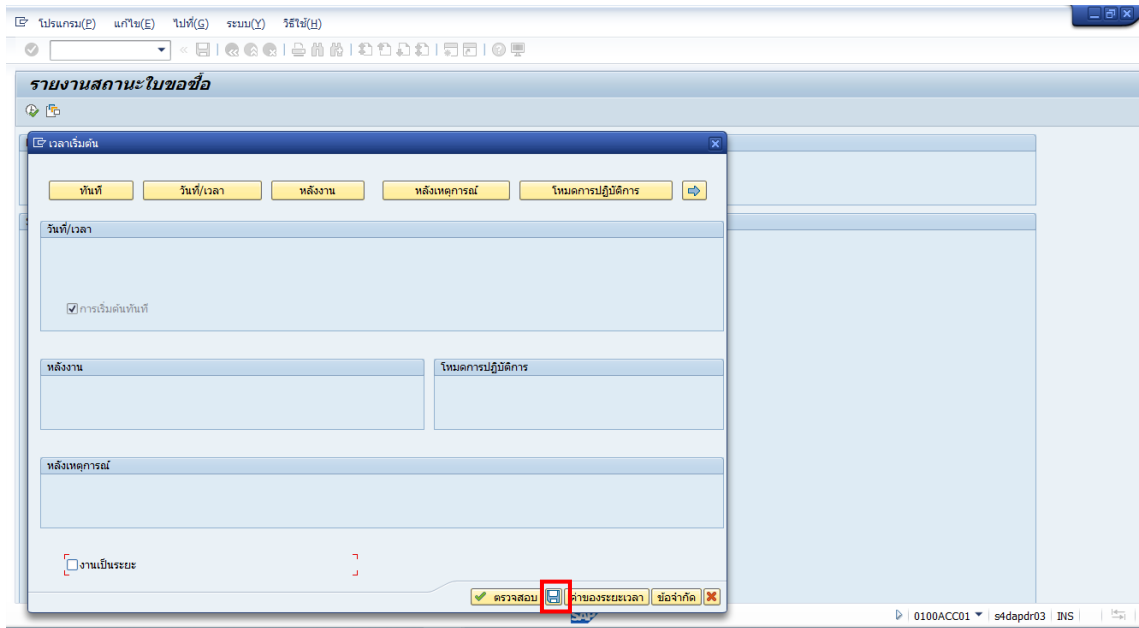 โปรแกรม(P) แก้ไข(E) ไปที่(G) ระบบ(Y) วิธีใช้(H)
รายงานสถานะใบขอซื้อ
เวลาเริ่มต้น
ทันที วันที่/เวลา หลังงาน หลังเหตุการณ์ โหมดการปฏิบัติการ
วันที่/เวลา
การเริ่มต้นทันที
หลังงาน โหมดการปฏิบัติการ
หลังเหตุการณ์
งานเป็นระยะ
ตรวจสอบ ค่าของระยะเวลา ข้อจำกัด
SAP 0100ACC01 s4dapdr03 INS